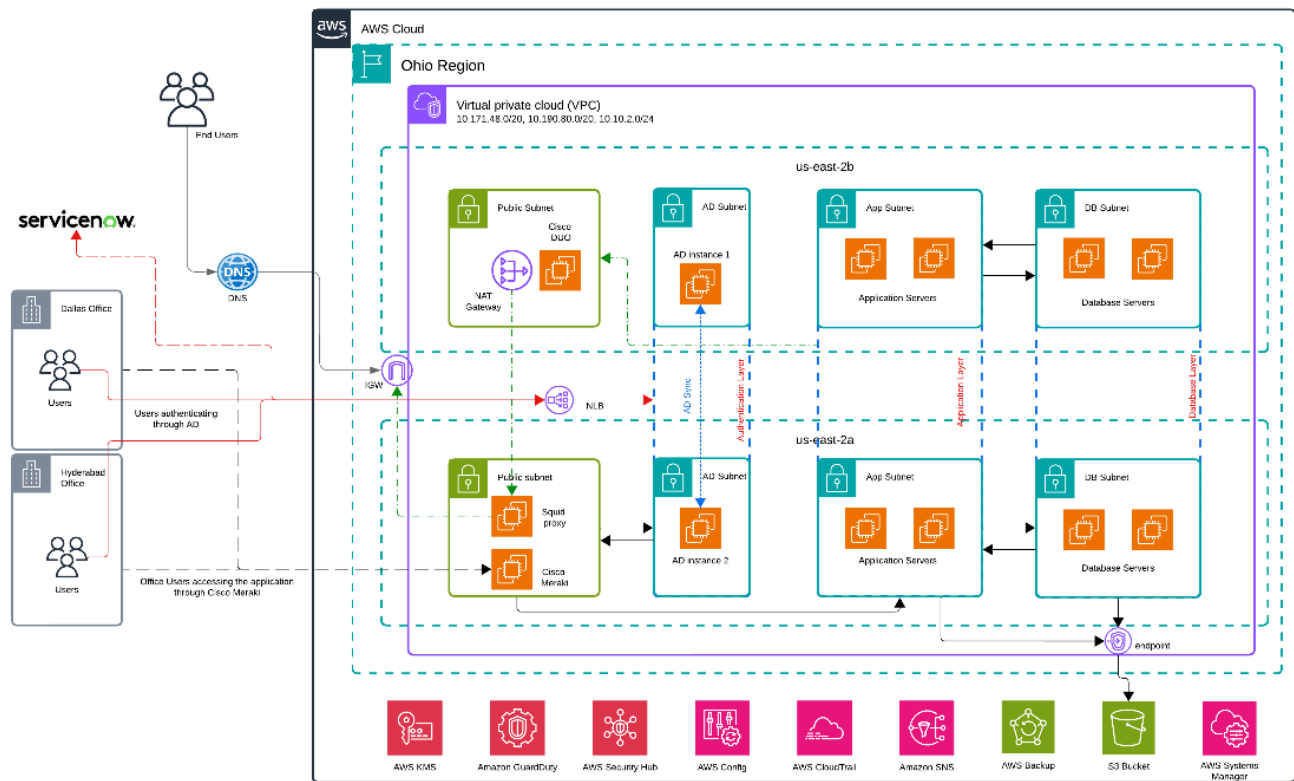 aws
AWS Cloud
Ohio Region
Virtual private cloud (VPC)
10.171.48.0/20, 10.190.80.0/20, 10.10.2.0/24
End Users
servicenow.
DNS
DNS
Dallas Office
Users
Users authenticating
through AD
Hyderabad
Office
Users
Office Users accessing the application
through Cisco Meraki
IGW
NLB
us-east-2b
Public Subnet
Cisco
DUO
NAT
Gateway
AD Subnet
AD instance 1
App Subnet
Application Servers
DB Subnet
Database Servers
AD Sync
Authentication Layer
Application Layer
Database Layer
us-east-2a
Public subnet
Squid
proxy
Cisco
Meraki
AD Subnet
AD instance 2
App Subnet
Application Servers
DB Subnet
Database Servers
endpoint
AWS KMS
Amazon GuardDuty
AWS Security Hub
AWS Config
AWS CloudTrail
Amazon SNS
AWS Backup
S3 Bucket
AWS Systems
Manager